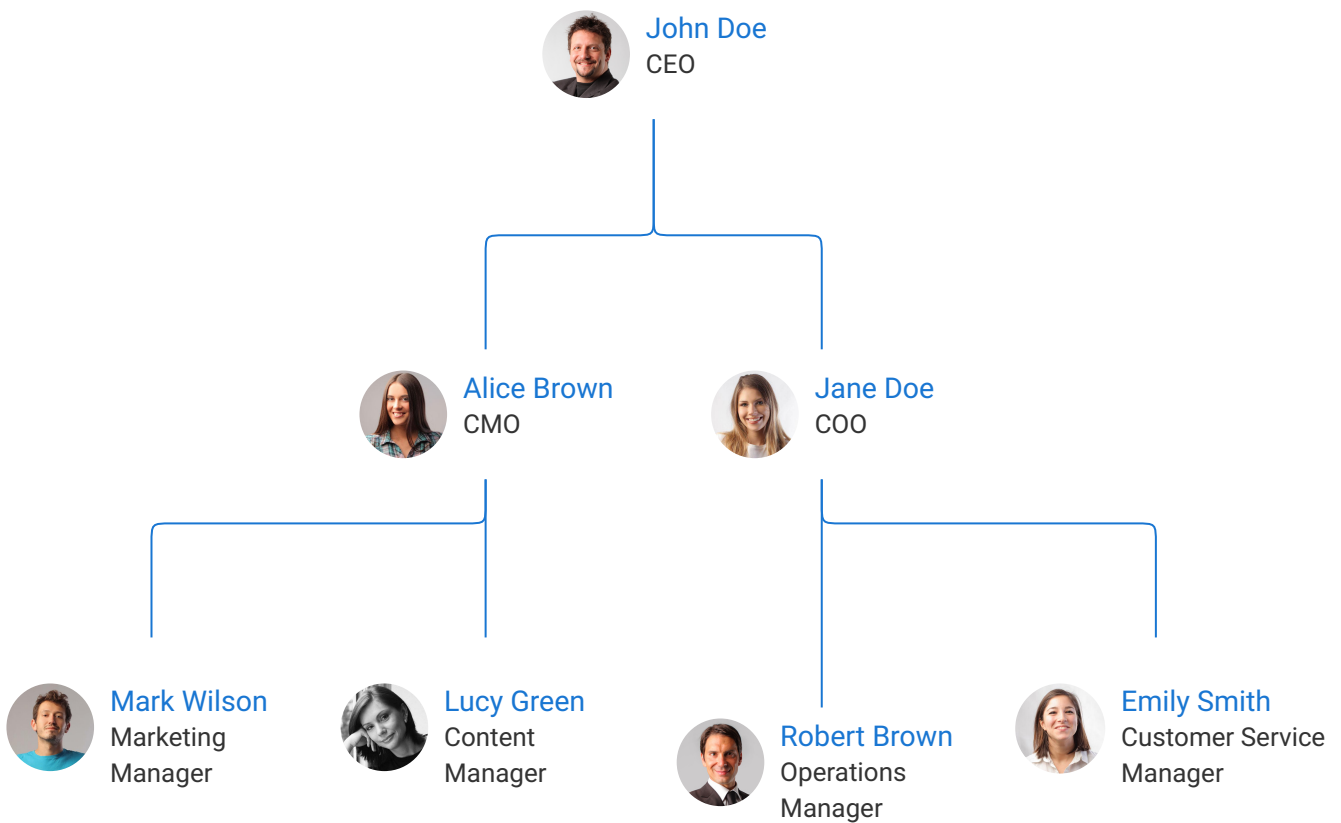 John Doe
CEO
Alice Brown
CMO
Jane Doe
COO
Mark Wilson
Marketing
Manager
Lucy Green
Content
Manager
Robert Brown
Operations
Manager
Emily Smith
Customer Service
Manager